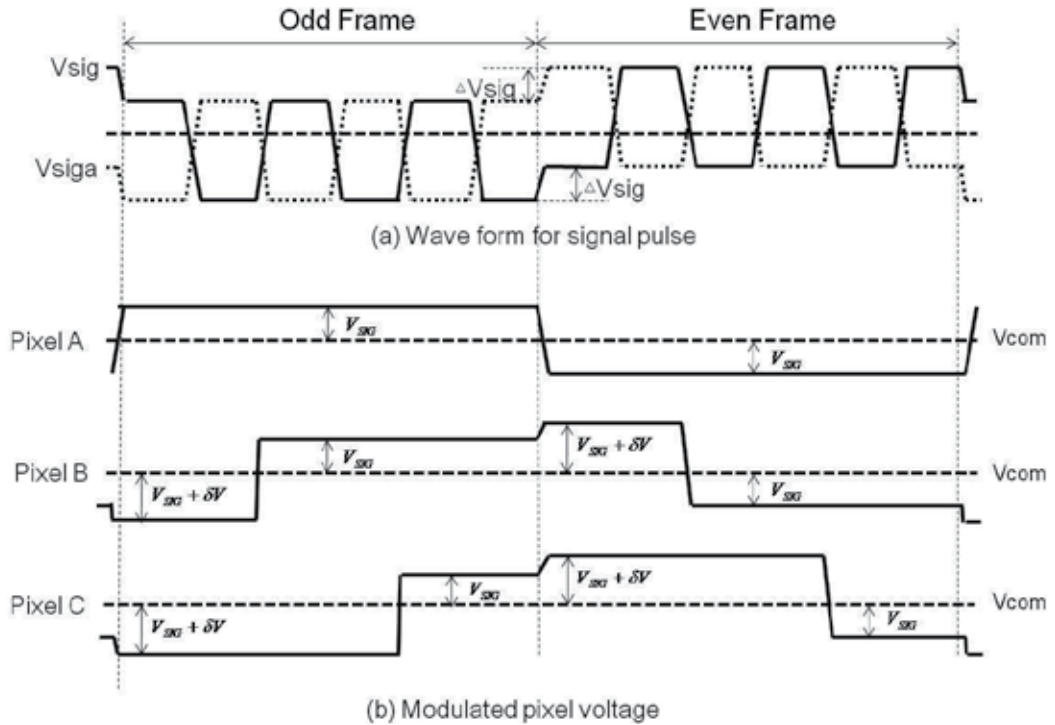 Odd Frame Even Frame
Vsig
△Vsig
Vsiga
△Vsig
(a) Wave form for signal pulse
Pixel A V_SIG V_SIG Vcom
Pixel B V_SIG + δV V_SIG V_SIG + δV V_SIG Vcom
Pixel C V_SIG + δV V_SIG V_SIG + δV V_SIG Vcom
(b) Modulated pixel voltage